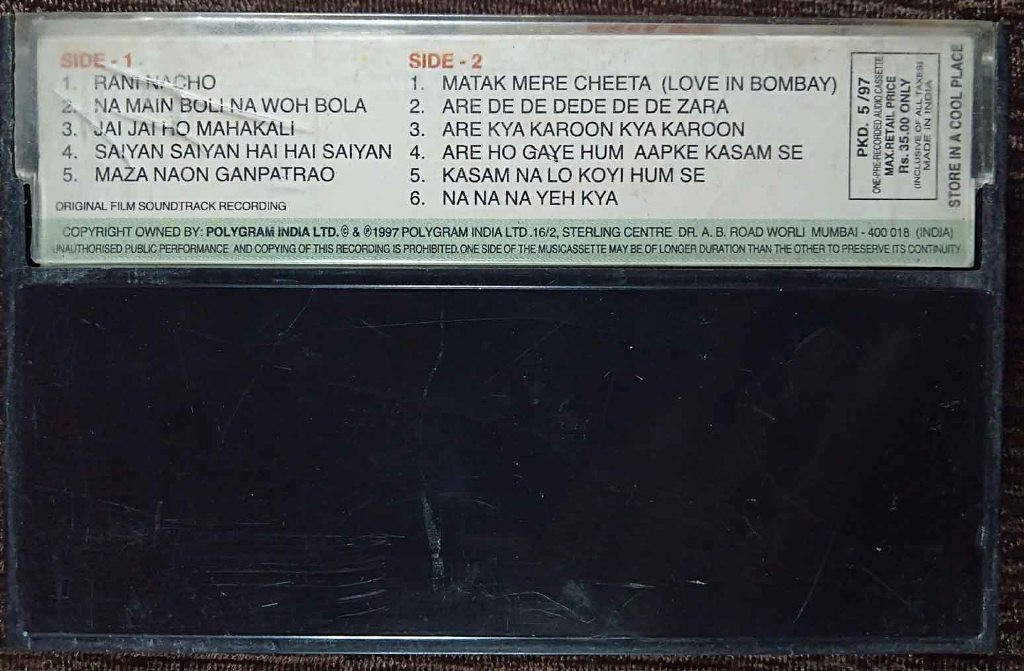 SIDE - 1
1. RANI NACHO
2. NA MAIN BOLI NA WOH BOLA
3. JAI JAI HO MAHAKALI
4. SAIYAN SAIYAN HAI HAI SAIYAN
5. MAZA NAON GANPATRAO
ORIGINAL FILM SOUNDTRACK RECORDING
SIDE - 2
1. MATAK MERE CHEETA (LOVE IN BOMBAY)
2. ARE DE DE DEDE DE DE ZARA
3. ARE KYA KAROON KYA KAROON
4. ARE HO GAYE HUM AAPKE KASAM SE
5. KASAM NA LO KOYI HUM SE
6. NA NA NA YEH KYA
PKD. 5/97
ONE-PRE-RECORDED AUDIO CASSETTE
MAX.RETAIL PRICE
Rs. 35.00 ONLY
(INCLUSIVE OF ALL TAXES)
MADE IN INDIA
STORE IN A COOL PLACE
COPYRIGHT OWNED BY: POLYGRAM INDIA LTD. © & ℗1997 POLYGRAM INDIA LTD .16/2, STERLING CENTRE DR. A. B. ROAD WORLI MUMBAI - 400 018 (INDIA)
UNAUTHORISED PUBLIC PERFORMANCE AND COPYING OF THIS RECORDING IS PROHIBITED. ONE SIDE OF THE MUSICASSETTE MAY BE OF LONGER DURATION THAN THE OTHER TO PRESERVE ITS CONTINUITY